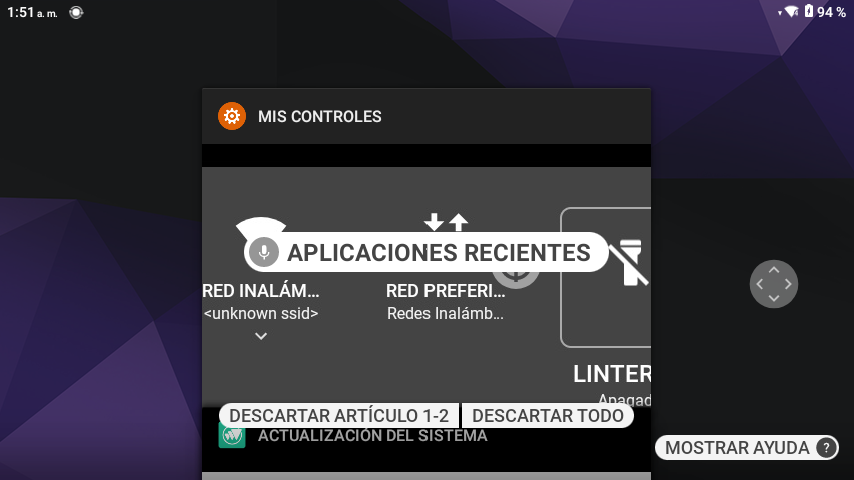 1:51 a. m.
94 %
MIS CONTROLES
APLICACIONES RECIENTES
RED INALÁM...
RED PREFERI...
<unknown ssid>
Redes Inalámb...
LINTER
Apagad
DESCARTAR ARTÍCULO 1-2
DESCARTAR TODO
ACTUALIZACIÓN DEL SISTEMA
MOSTRAR AYUDA ?